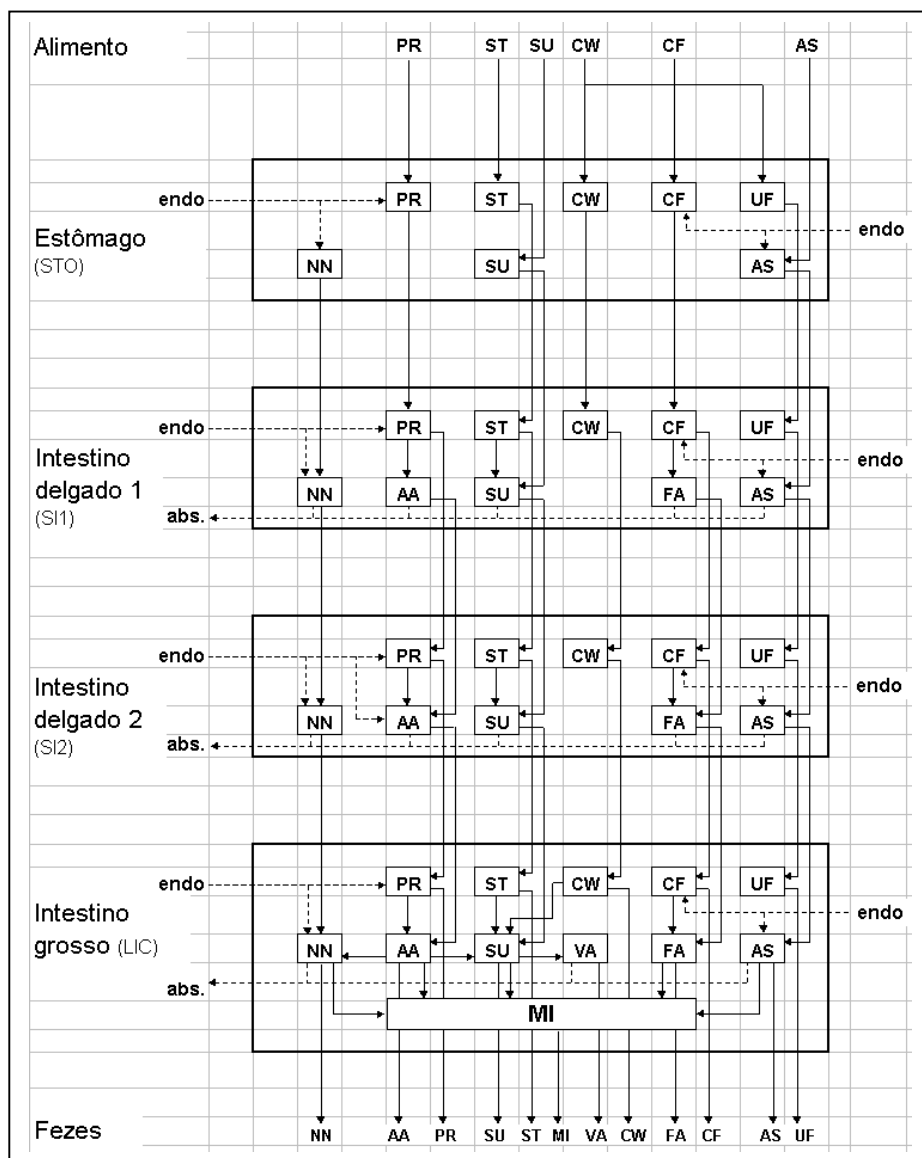 Alimento PR ST SU CW CF AS
endo PR ST CW CF UF
endo
Estômago
(STO)
NN SU AS
endo PR ST CW CF UF
Intestino
delgado 1
(SI1)
endo
NN AA SU FA AS
abs.
endo PR ST CW CF UF
Intestino
delgado 2
(SI2)
endo
NN AA SU FA AS
abs.
endo PR ST CW CF UF
Intestino
grosso (LIC)
endo
NN AA SU VA FA AS
abs.
MI
Fezes NN AA PR SU ST MI VA CW FA CF AS UF